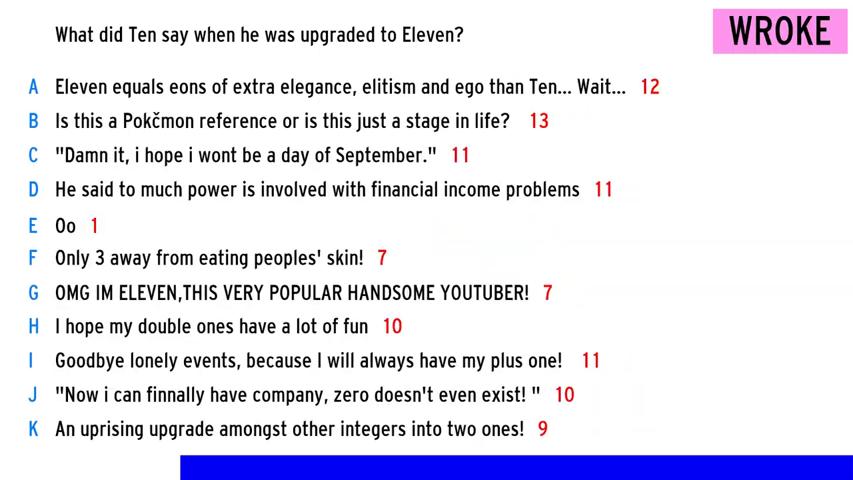 What did Ten say when he was upgraded to Eleven?
WROKE
A Eleven equals eons of extra elegance, elitism and ego than Ten... Wait... 12
B Is this a Pokčmon reference or is this just a stage in life? 13
C "Damn it, i hope i wont be a day of September." 11
D He said to much power is involved with financial income problems 11
E Oo 1
F Only 3 away from eating peoples' skin! 7
G OMG IM ELEVEN,THIS VERY POPULAR HANDSOME YOUTUBER! 7
H I hope my double ones have a lot of fun 10
I Goodbye lonely events, because I will always have my plus one! 11
J "Now i can finnally have company, zero doesn't even exist! " 10
K An uprising upgrade amongst other integers into two ones! 9